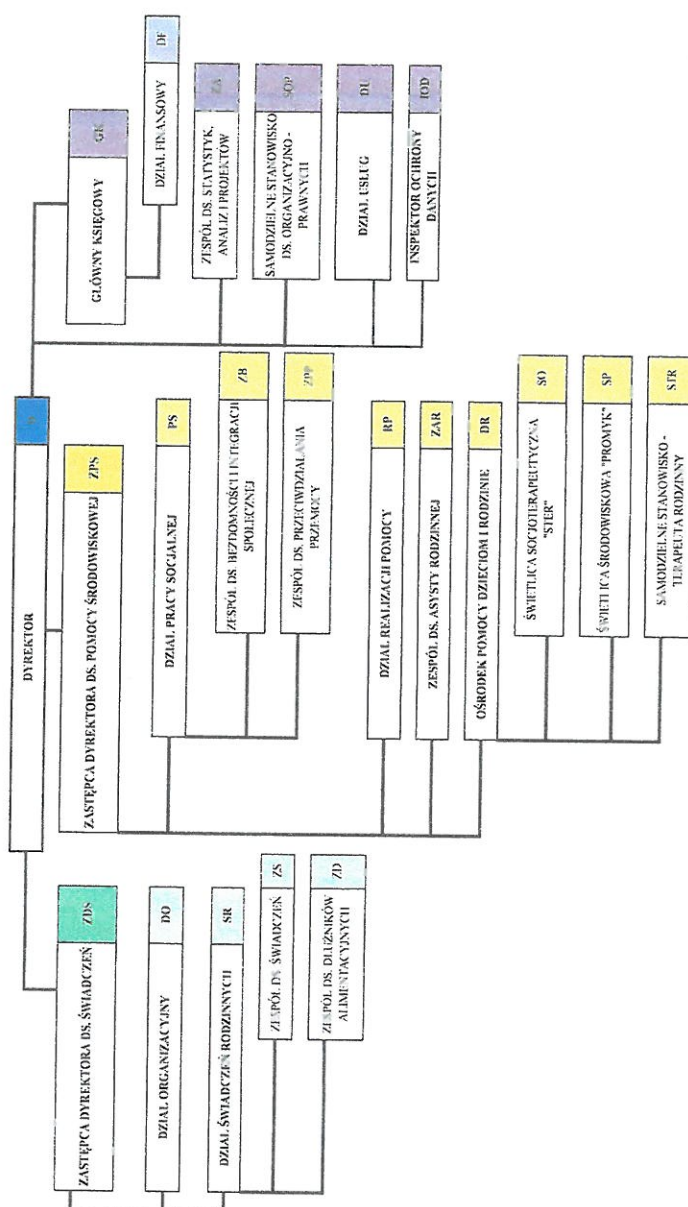 DYREKTOR
ZASTĘPCA DYREKTORA DS. ŚWIADCZEŃ
ZDS
DZIAŁ ORGANIZACYJNY
DO
DZIAŁ ŚWIADCZEŃ RODZINNYCH
SR
ZESPÓŁ DS. ŚWIADCZEŃ
ZS
ZESPÓŁ DS. DŁUŻNIKÓW
ALIMENTACYJNYCH
ZD
ZASTĘPCA DYREKTORA DS. POMOCY ŚRODOWISKOWEJ
ZPS
DZIAŁ PRACY SOCJALNEJ
PS
ZESPÓŁ DS. BEZDOMNOŚCI I INTEGRACJI
SPOŁECZNEJ
ZB
ZESPÓŁ DS. PRZECIWDZIAŁANIA
PRZEMOCY
ZPP
DZIAŁ REALIZACJI POMOCY
RP
ZESPÓŁ DS. ASYSTY RODZINNEJ
ZAR
OŚRODEK POMOCY DZIECIOM I RODZINIE
DR
ŚWIETLICA SOCJOTERAPEUTYCZNA
"STER"
SO
ŚWIETLICA ŚRODOWISKOWA "PROMYK"
SP
SAMODZIELNE STANOWISKO -
TERAPEUTA RODZINNY
STR
GŁÓWNY KSIĘGOWY
GK
DZIAŁ FINANSOWY
DF
ZESPÓŁ DS. STATYSTYK,
ANALIZ I PROJEKTÓW
ZA
SAMODZIELNE STANOWISKO
DS. ORGANIZACYJNO -
PRAWNYCH
SOP
DZIAŁ USŁUG
DU
INSPEKTOR OCHRONY
DANYCH
IOD